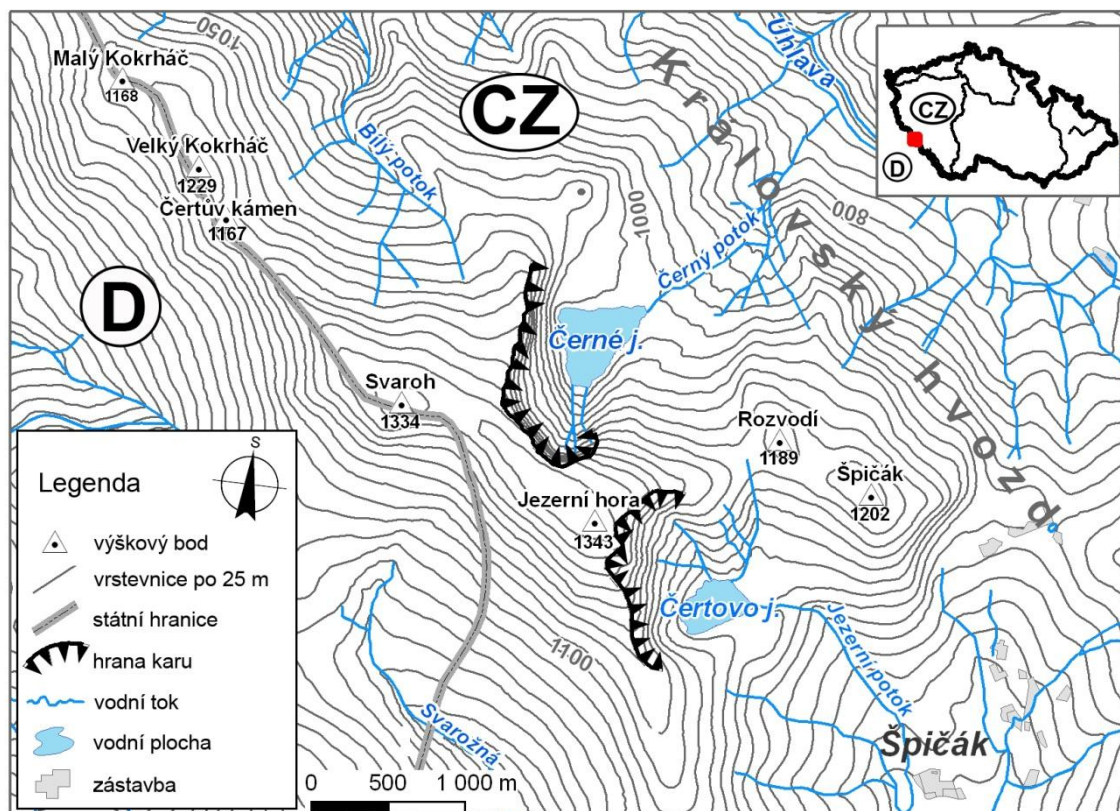 1050
Malý Kokrháč
1168
Velký Kokrháč
1229
Čertův kámen
1167
Bílý potok
CZ
Úhlava
Královský hvozd
CZ
D
1000
800
Černý potok
D
Černé j.
Svaroh
1334
Rozvodí
1189
Špičák
1202
Jezerní hora
1343
Čertovo j.
Jezerní potok
1100
Svarožná
Špičák
Legenda
S
výškový bod
vrstevnice po 25 m
státní hranice
hrana karu
vodní tok
vodní plocha
zástavba
0 500 1 000 m